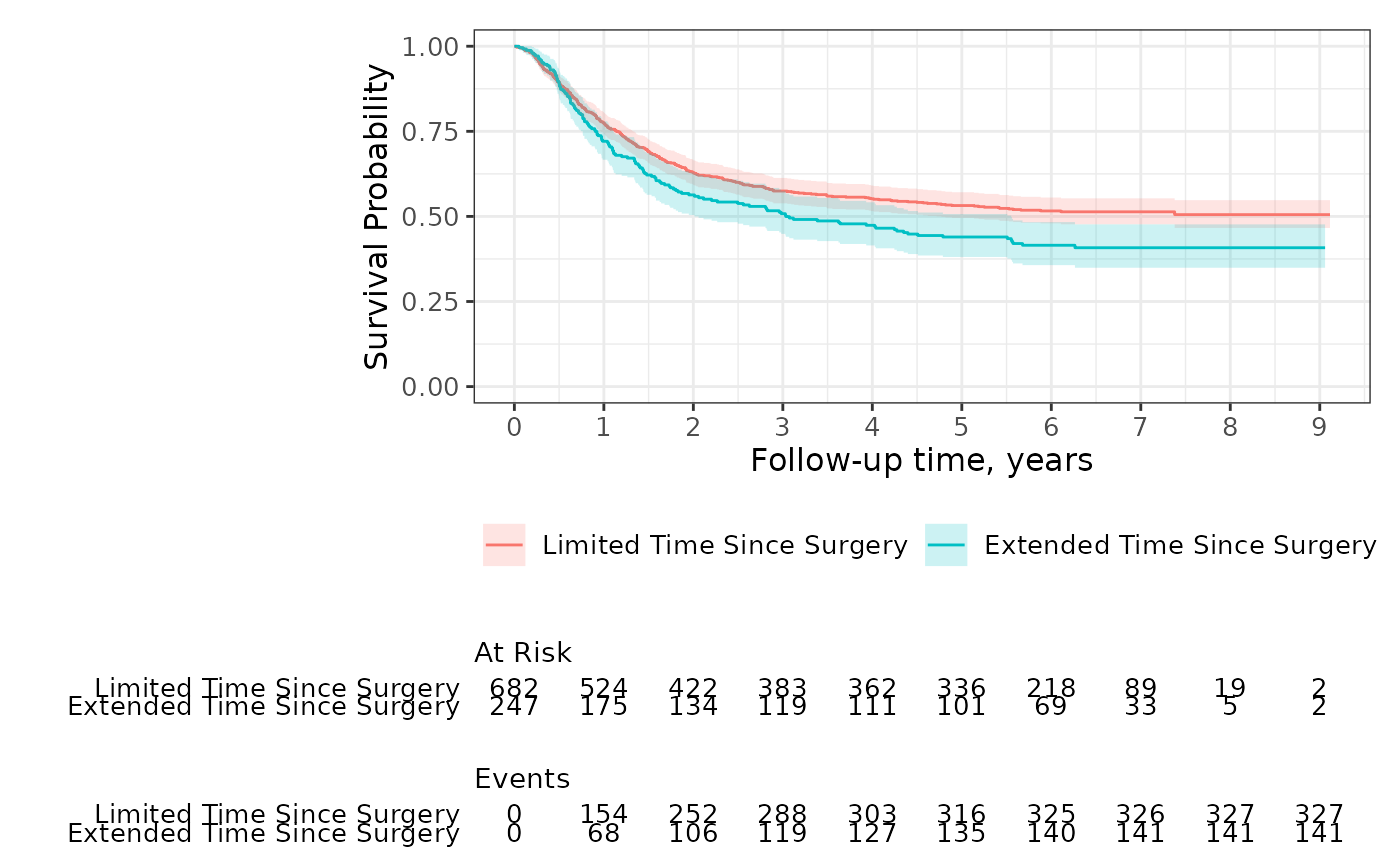 Survival Probability
1.00
0.75
0.50
0.25
0.00
0 1 2 3 4 5 6 7 8 9
Follow-up time, years
Limited Time Since Surgery Extended Time Since Surgery
At Risk
Limited Time Since Surgery 682 524 422 383 362 336 218 89 19 2
Extended Time Since Surgery 247 175 134 119 111 101 69 33 5 2
Events
Limited Time Since Surgery 0 154 252 288 303 316 325 326 327 327
Extended Time Since Surgery 0 68 106 119 127 135 140 141 141 141